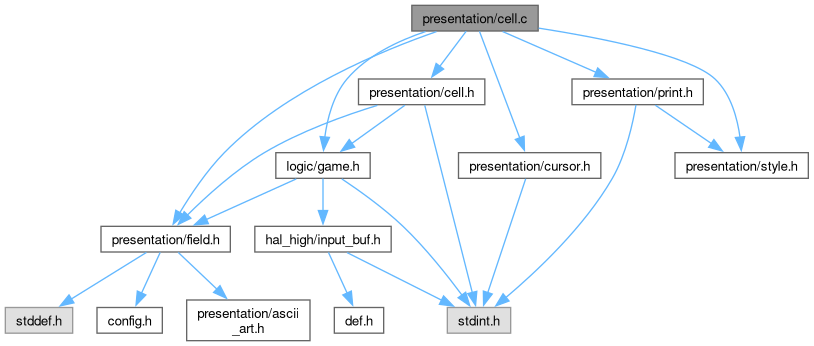 presentation/cell.c
presentation/cell.h
presentation/print.h
logic/game.h
presentation/cursor.h
presentation/style.h
presentation/field.h
hal_high/input_buf.h
stddef.h
config.h
presentation/ascii
_art.h
def.h
stdint.h